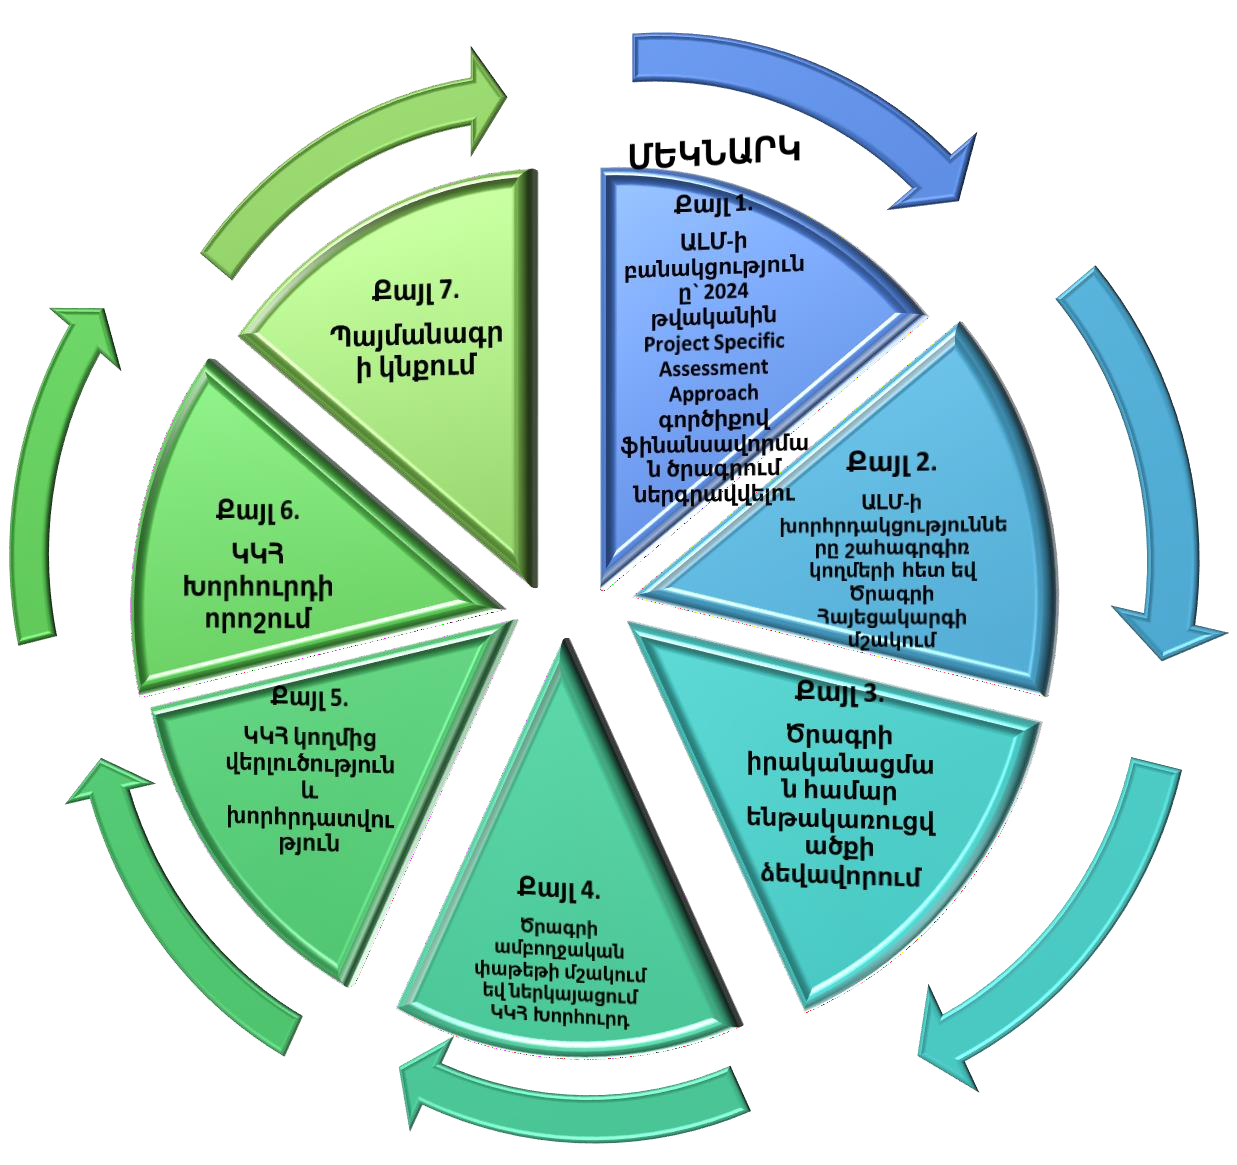 ՄԵԿՆԱՐԿ
Քայլ 1.
ԱԼՄ-ի
բանակցություն
ը՝ 2024
թվականին
Project Specific
Assessment
Approach
գործիքով
ֆինանսավորմա
ն ծրագրում
ներգրավվելու
Քայլ 2.
ԱԼՄ-ի
խորհրդակցություննե
րը շահագրգիռ
կողմերի հետ եվ
Ծրագրի
Հայեցակարգի
մշակում
Քայլ 3.
Ծրագրի
իրականացմա
ն համար
ենթակառուցվ
ածքի
ձեվավորում
Քայլ 4.
Ծրագրի
ամբողջական
փաթեթի մշակում
եվ ներկայացում
ԿԿՀ Խորհուրդ
Քայլ 5.
ԿԿՀ կողմից
վերլուծություն
և
խորհրդատվու
թյուն
Քայլ 6.
ԿԿՀ
Խորհուրդի
որոշում
Քայլ 7.
Պայմանագր
ի կնքում